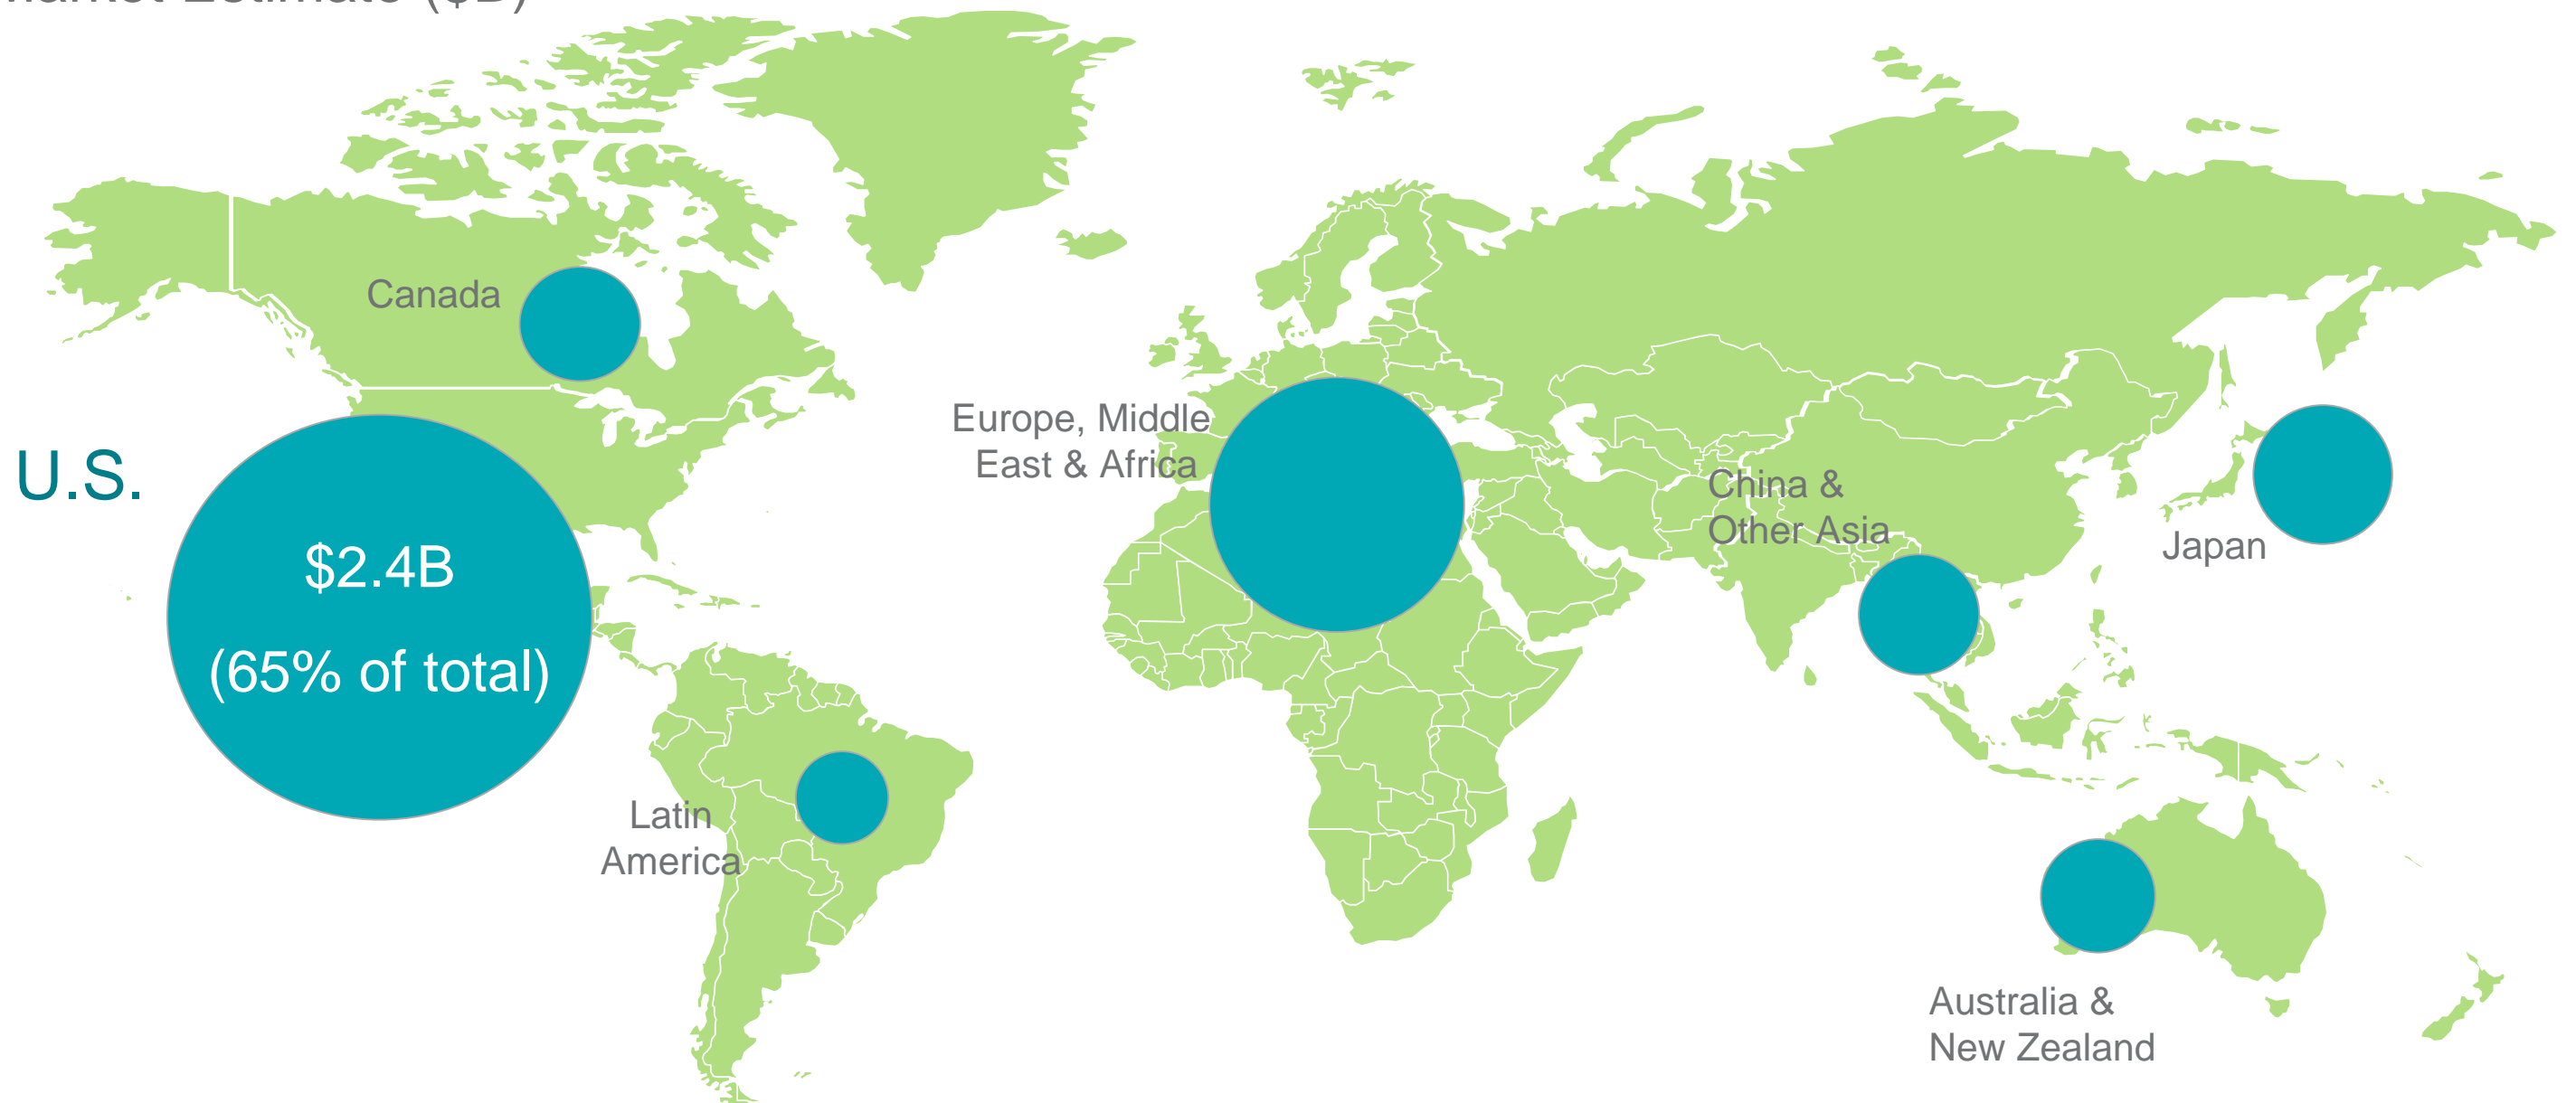 Estimate ($B)
Canada
U.S.
$2.4B
(65% of total)
Europe, Middle
East & Africa
China &
Other Asia
Japan
Latin
America
Australia &
New Zealand